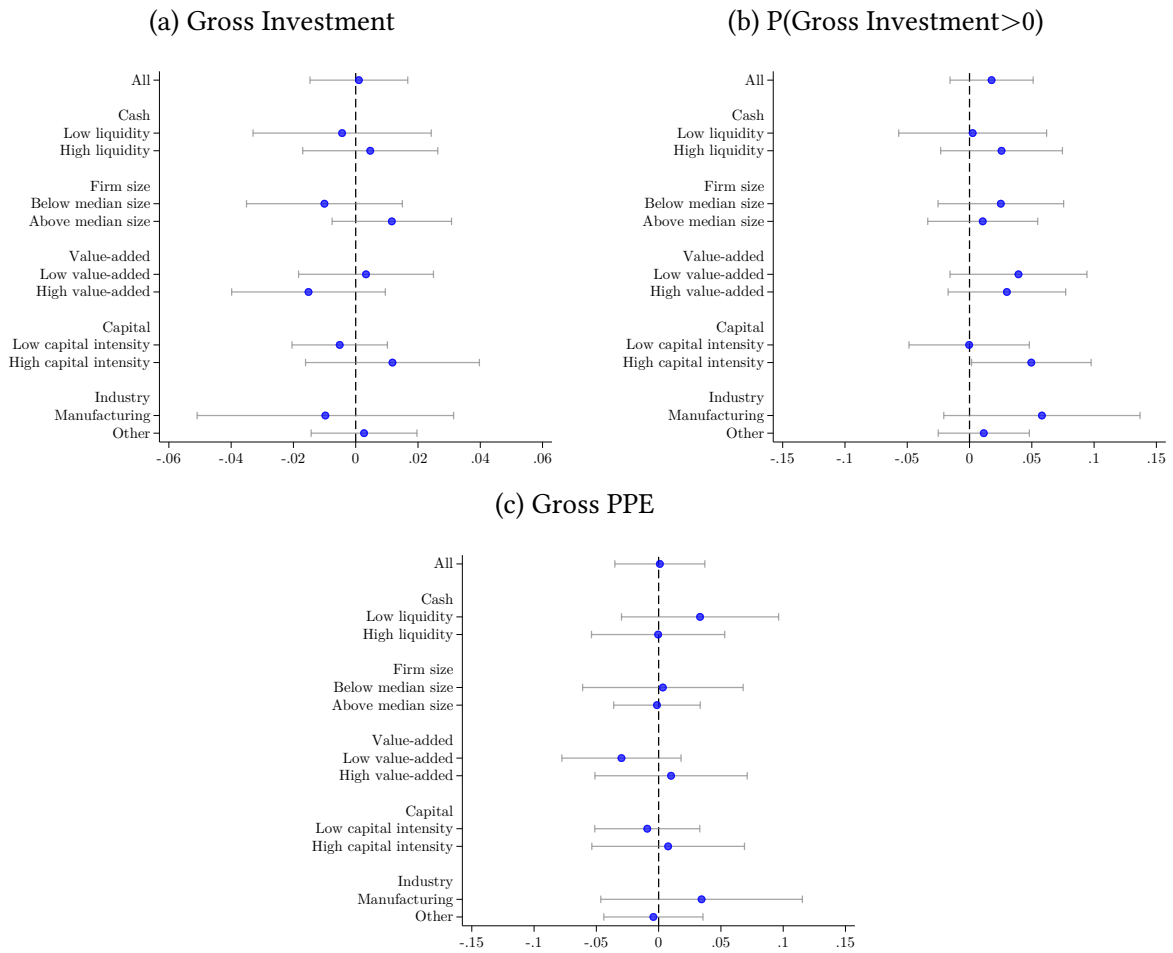 (a) Gross Investment
All
Cash
Low liquidity
High liquidity
Firm size
Below median size
Above median size
Value-added
Low value-added
High value-added
Capital
Low capital intensity
High capital intensity
Industry
Manufacturing
Other
-.06 -.04 -.02 0 .02 .04 .06
(b) P(Gross Investment>0)
All
Cash
Low liquidity
High liquidity
Firm size
Below median size
Above median size
Value-added
Low value-added
High value-added
Capital
Low capital intensity
High capital intensity
Industry
Manufacturing
Other
-.15 -.1 -.05 0 .05 .1 .15
(c) Gross PPE
All
Cash
Low liquidity
High liquidity
Firm size
Below median size
Above median size
Value-added
Low value-added
High value-added
Capital
Low capital intensity
High capital intensity
Industry
Manufacturing
Other
-.15 -.1 -.05 0 .05 .1 .15